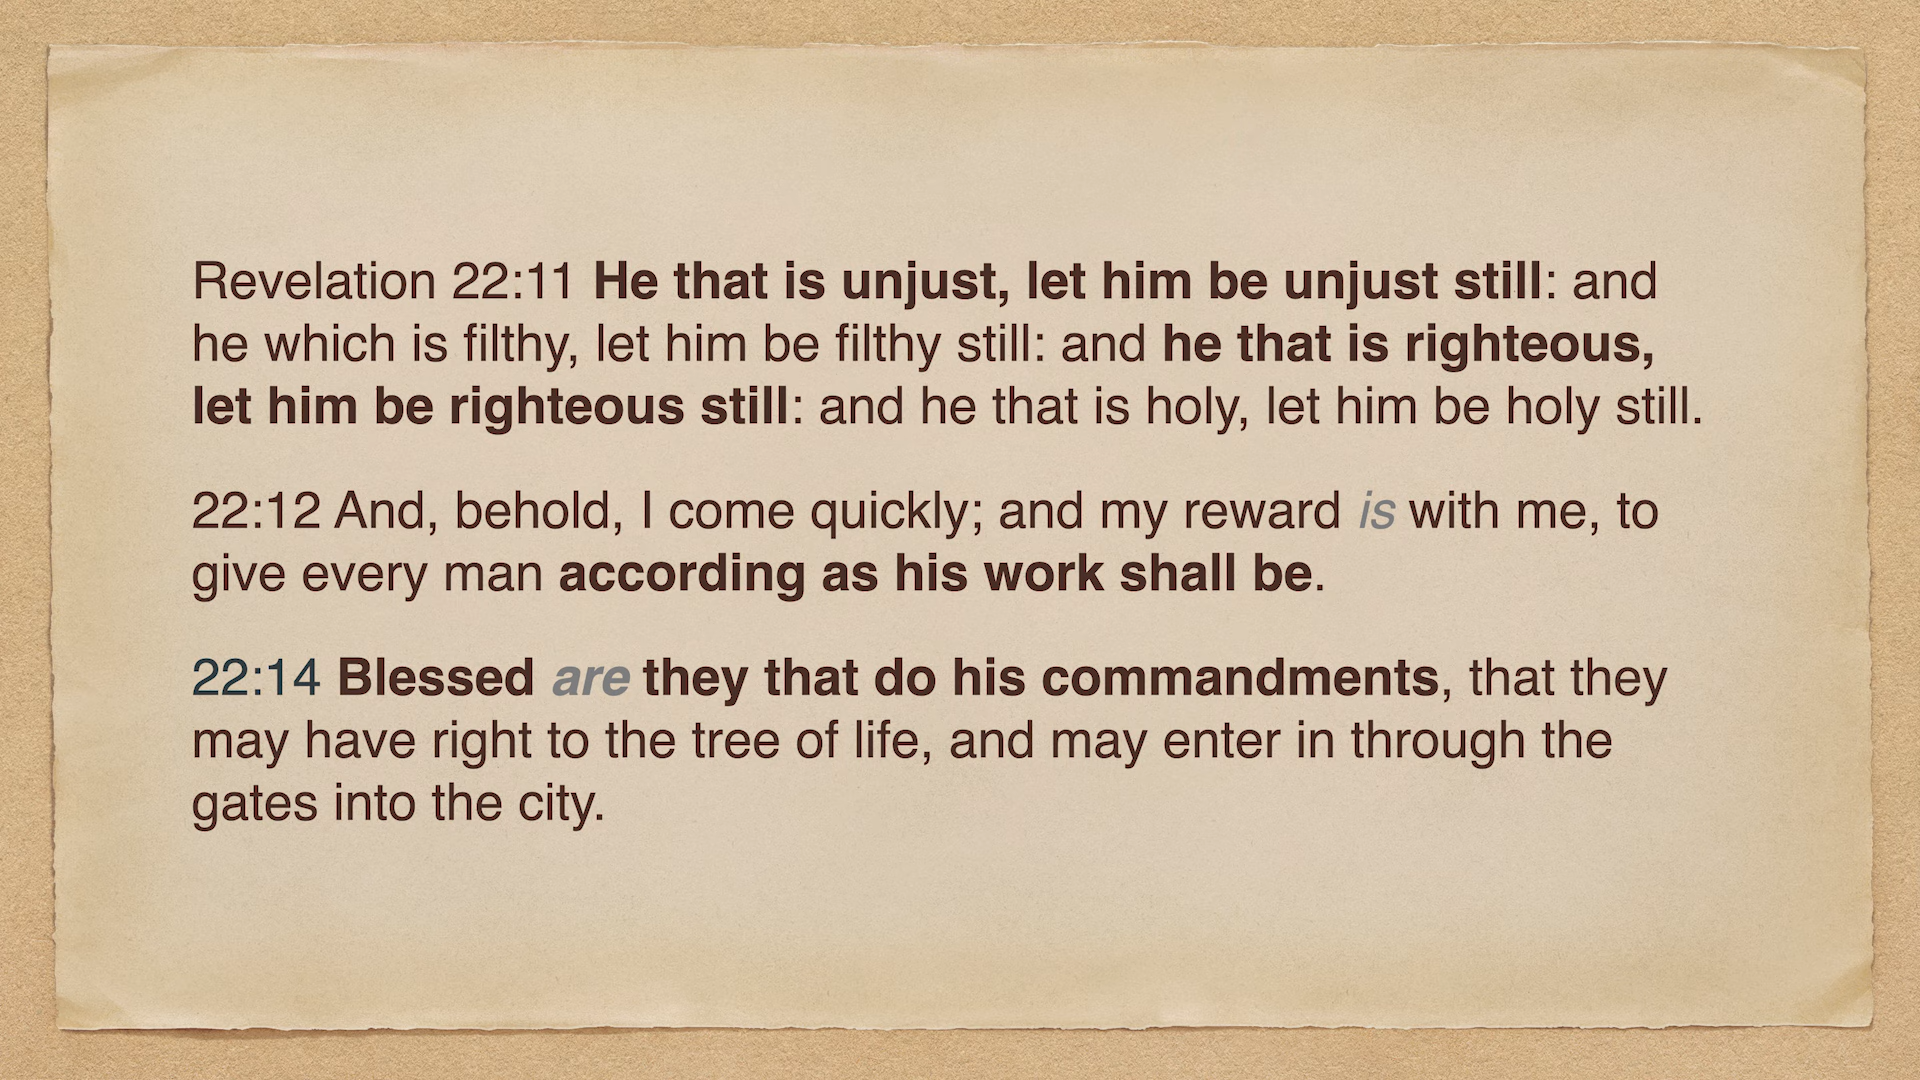 Revelation 22:11 He that is unjust, let him be unjust still: and
he which is filthy, let him be filthy still: and he that is righteous,
let him be righteous still: and he that is holy, let him be holy still.
22:12 And, behold, I come quickly; and my reward is with me, to
give every man according as his work shall be.
22:14 Blessed are they that do his commandments, that they
may have right to the tree of life, and may enter in through the
gates into the city.